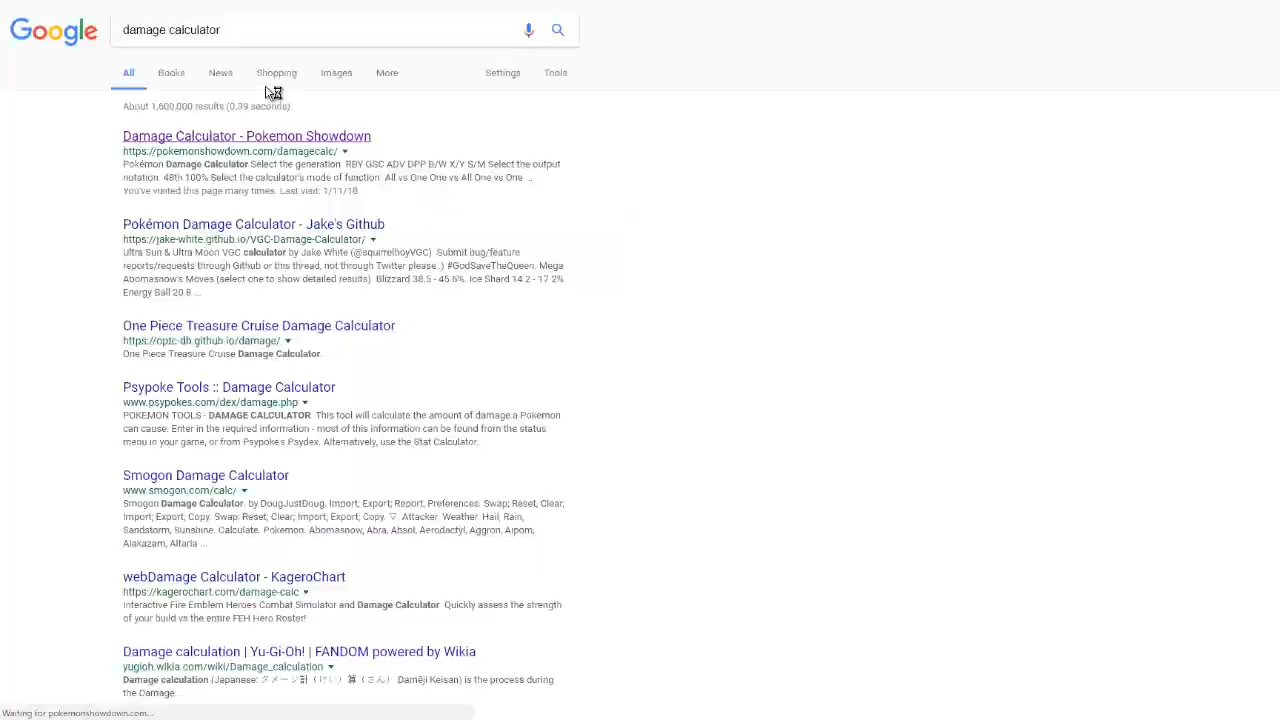 Google
damage calculator
All Books News Shopping Images More Settings Tools
About 1,600,000 results (0.39 seconds)
Damage Calculator - Pokemon Showdown
https://pokemonshowdown.com/damagecalc/
Pokémon Damage Calculator Select the generation RBY GSC ADV DPP B/W X/Y S/M Select the output
notation. 48th 100% Select the calculator's mode of function All vs One One vs All One vs One ...
You've visited this page many times. Last visit: 1/11/18
Pokémon Damage Calculator - Jake's Github
https://jake-white.github.io/VGC-Damage-Calculator/
Ultra Sun & Ultra Moon VGC calculator by Jake White (@squirrelboyVGC) Submit bug/feature
reports/requests through Github or this thread, not through Twitter please :) #GodSaveTheQueen. Mega
Abomasnow's Moves (select one to show detailed results) Blizzard 38.5 - 45.6%. Ice Shard 14.2 - 17.2%
Energy Ball 20.8 ...
One Piece Treasure Cruise Damage Calculator
https://optc-db.github.io/damage/
One Piece Treasure Cruise Damage Calculator.
Psypoke Tools :: Damage Calculator
www.psypokes.com/dex/damage.php
POKEMON TOOLS - DAMAGE CALCULATOR. This tool will calculate the amount of damage a Pokemon
can cause. Enter in the required information - most of this information can be found from the status
menu in your game, or from Psypoke's Psydex. Alternatively, use the Stat Calculator.
Smogon Damage Calculator
www.smogon.com/calc/
Smogon Damage Calculator. by DougJustDoug. Import; Export; Report, Preferences. Swap; Reset, Clear;
Import; Export; Copy. Swap. Reset; Clear; Import; Export; Copy. ▽. Attacker. Weather. Hail, Rain,
Sandstorm, Sunshine. Calculate. Pokemon. Abomasnow, Abra, Absol, Aerodactyl, Aggron, Aipom,
Alakazam, Altaria ...
webDamage Calculator - KageroChart
https://kagerochart.com/damage-calc
Interactive Fire Emblem Heroes Combat Simulator and Damage Calculator. Quickly assess the strength
of your build vs the entire FEH Hero Roster!
Damage calculation | Yu-Gi-Oh! | FANDOM powered by Wikia
yugioh.wikia.com/wiki/Damage_calculation
Damage calculation (Japanese: ダメージ計（けい）算（さん） Damēji Keisan) is the process during
the Damage...
Waiting for pokemonshowdown.com...